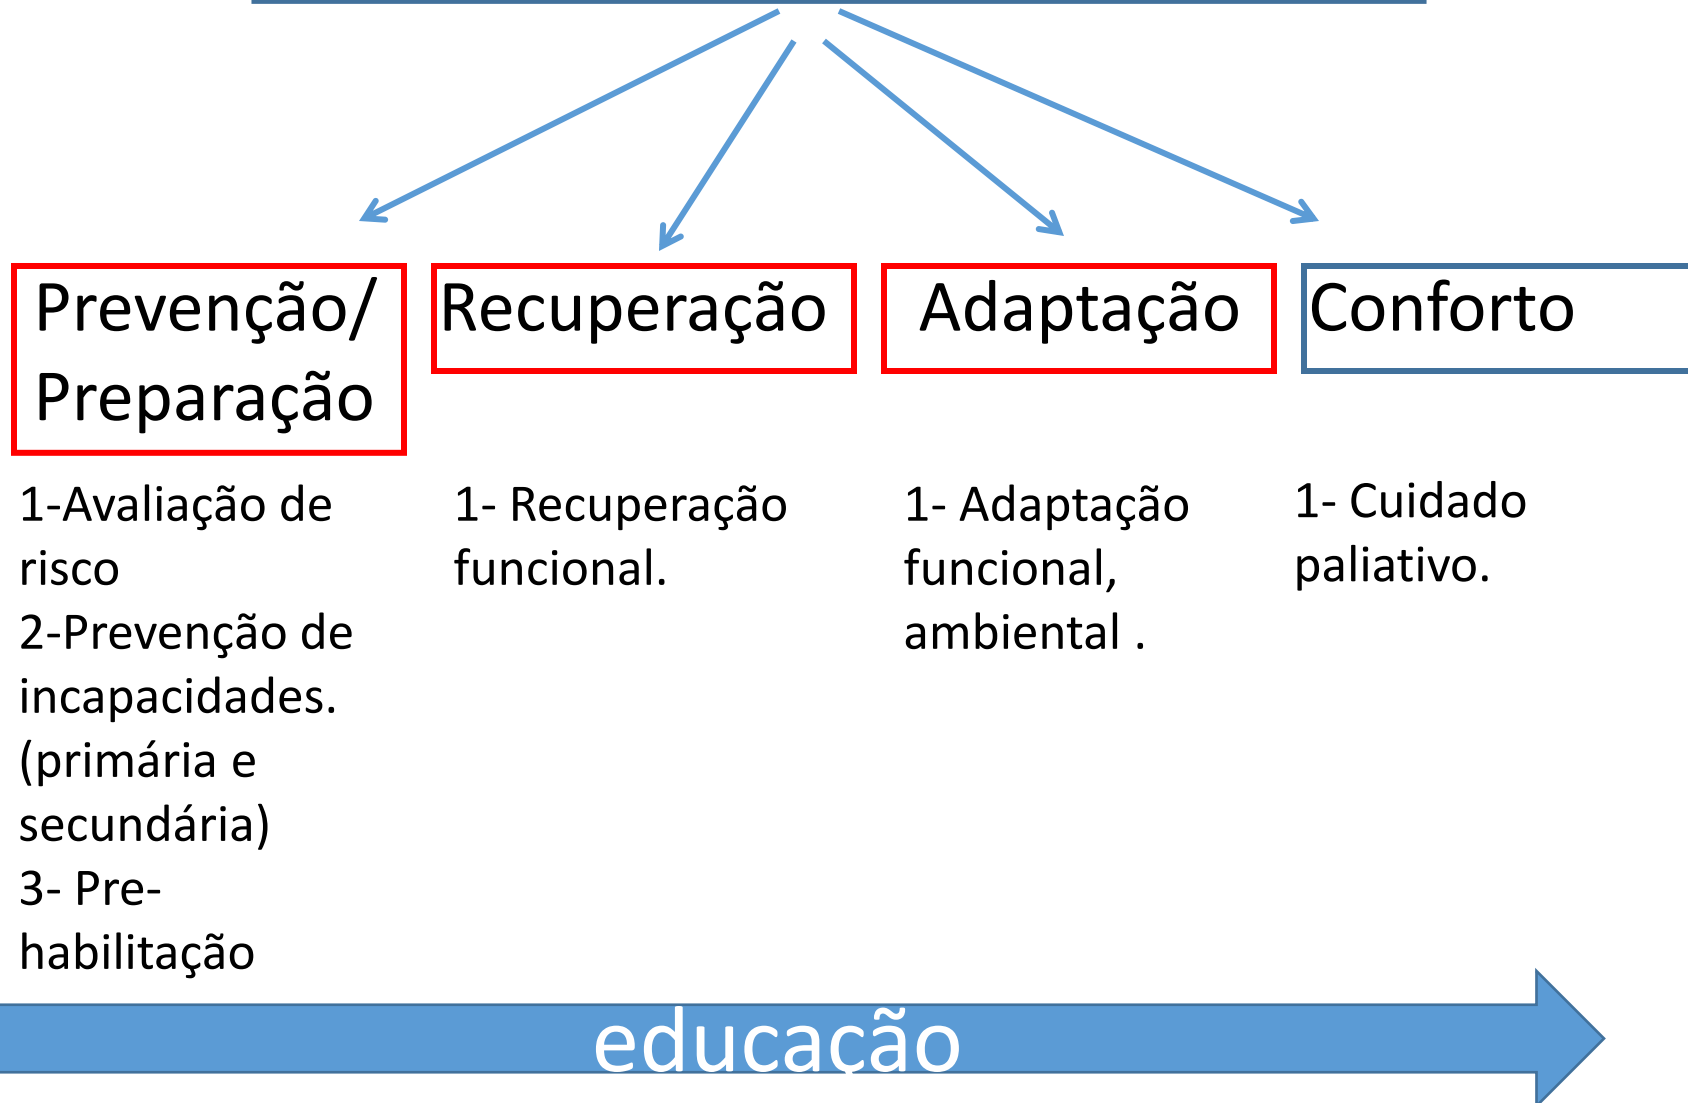 Prevenção/
Preparação
1-Avaliação de
risco
2-Prevenção de
incapacidades.
(primária e
secundária)
3- Pre-
habilitação
Recuperação
1- Recuperação
funcional.
Adaptação
1- Adaptação
funcional,
ambiental .
Conforto
1- Cuidado
paliativo.
educação